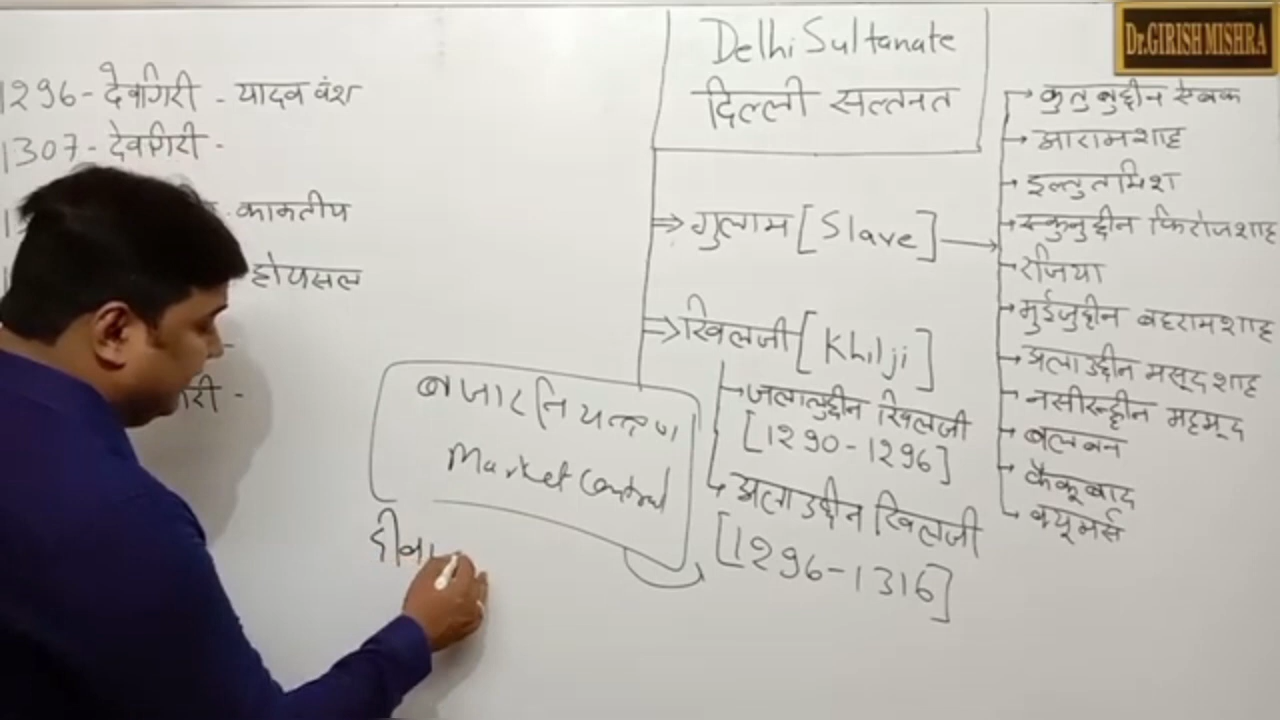 Dr.GIRISH MISHRA
Delhi Sultanate
दिल्ली सल्तनत
1296 - देवगिरी - यादव वंश
1307 - देवगिरी -
काकतीय
होयसल
गुलाम [Slave]
कुतुबुद्दीन ऐबक
आरामशाह
इल्तुतमिश
रुकुनुद्दीन फिरोजशाह
रजिया
मुईजुद्दीन बहरामशाह
अलाउद्दीन मसूदशाह
नसीरुद्दीन महमूद
बलबन
कैकूबाद
क्यूमर्स
खिलजी [Khilji]
जलालुद्दीन खिलजी
[1290-1296]
अलाउद्दीन खिलजी
[1296-1316]
बजार नियन्त्रण
Market Control
दीवा